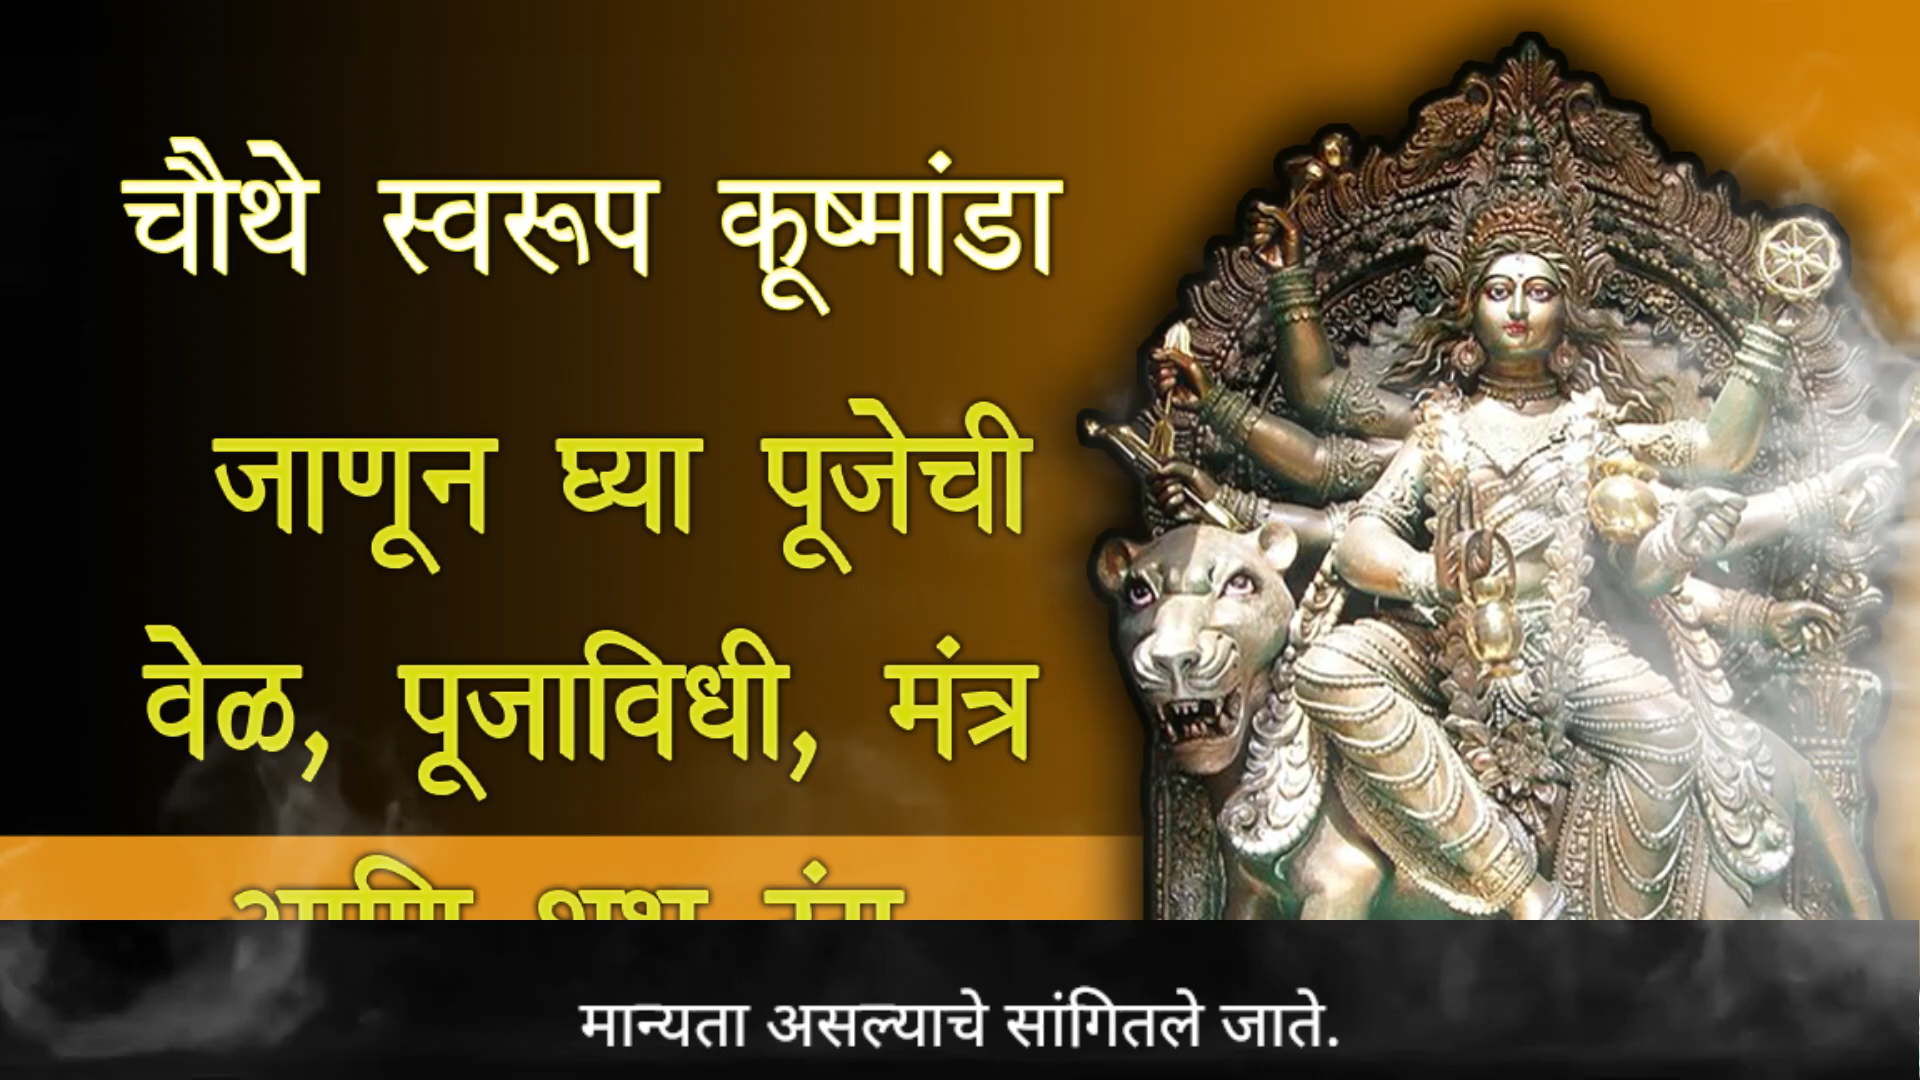 चौथे स्वरूप कूष्मांडा
जाणून घ्या पूजेची
वेळ, पूजाविधी, मंत्र
मान्यता असल्याचे सांगितले जाते.